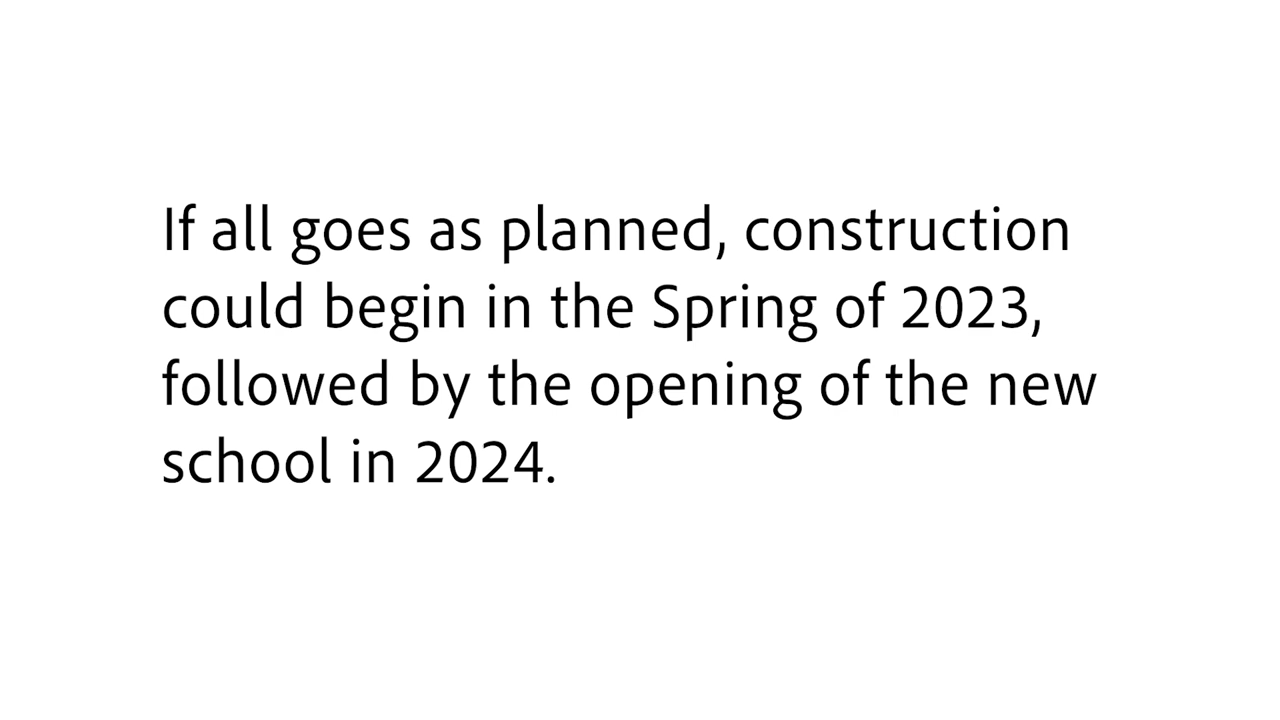 If all goes as planned, construction
could begin in the Spring of 2023,
followed by the opening of the new
school in 2024.